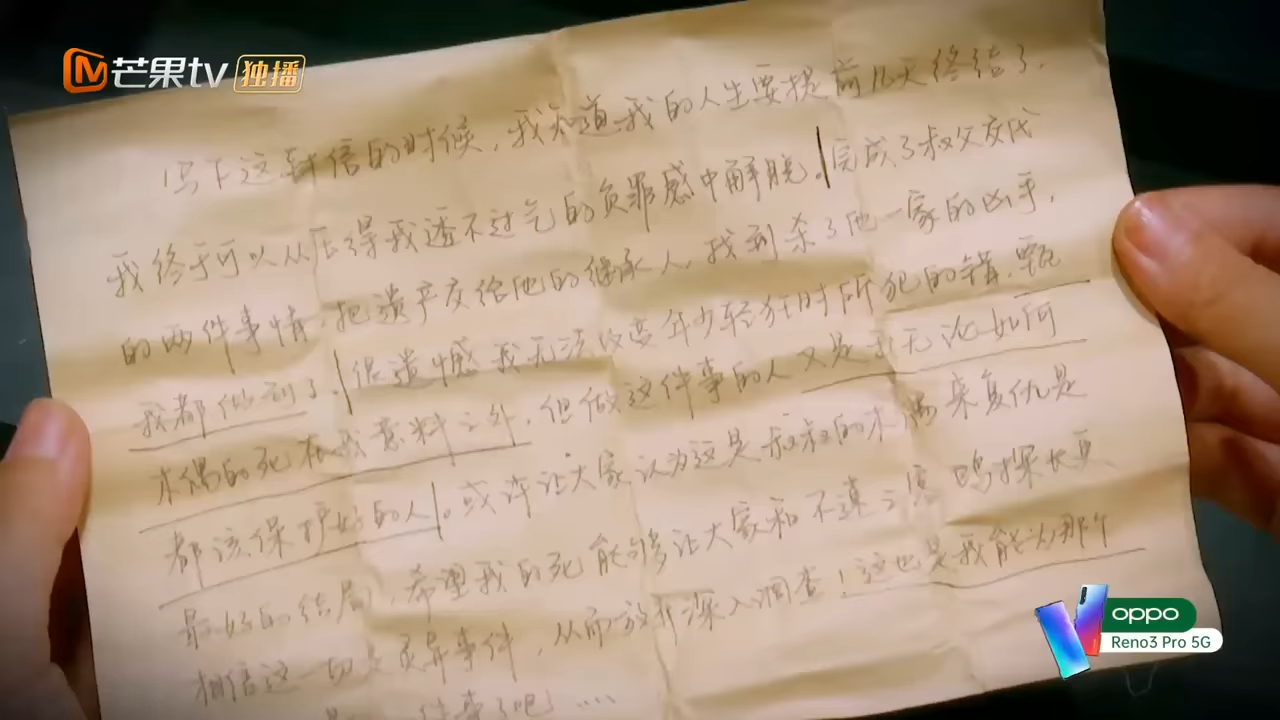 芒果tv 独播
写下这封信的时候，我知道我的人生要提前几天终结了，
我终于可以从压得我透不过气的负罪感中解脱。完成了叔父交代
的两件事情，把遗产交给他的继承人，找到杀了他一家的凶手，
我都做到了。但遗憾我无法改变年少轻狂时所犯的错，甄
木偶的死在我意料之外，但做这件事的人又是我无论如何
都该保护好的人。或许让大家认为这是叔叔的木偶来复仇是
最好的结局，希望我的死能够让大家和不速之客 鸣探长更
相信这一切是灵异事件，从而放弃深入调查！这也是我能为那个
件事了吧！……
oppo
Reno3 Pro 5G